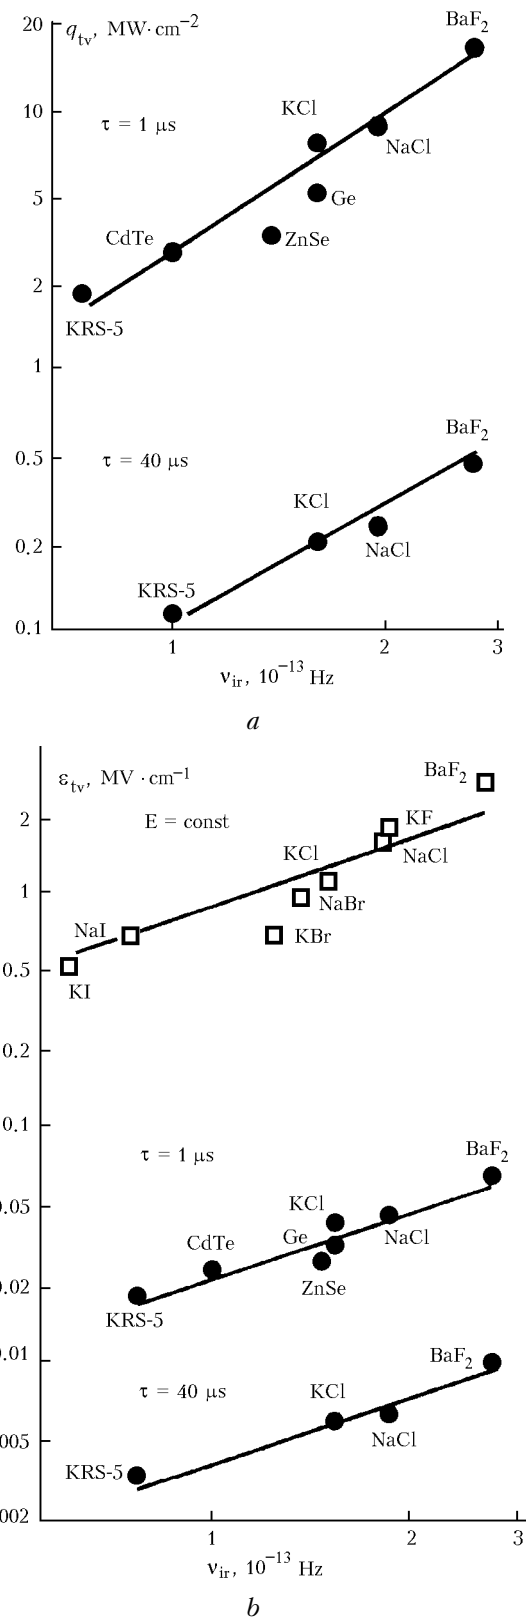 20
q_tv, MW·cm⁻²
BaF₂
10
τ = 1 μs
KCl
NaCl
5
Ge
CdTe
ZnSe
2
KRS-5
1
BaF₂
0.5
τ = 40 μs
KCl
0.2
NaCl
KRS-5
0.1
1 2 3
ν_ir, 10⁻¹³ Hz
a
ε_tv, MV·cm⁻¹
BaF₂
2
E = const
KF
KCl
NaCl
1
NaBr
NaI
KBr
0.5
KI
0.2
0.1
τ = 1 μs
BaF₂
0.05
KCl
CdTe
Ge
NaCl
ZnSe
0.02
KRS-5
0.01
BaF₂
τ = 40 μs
KCl
NaCl
005
KRS-5
002
1 2 3
ν_ir, 10⁻¹³ Hz
b